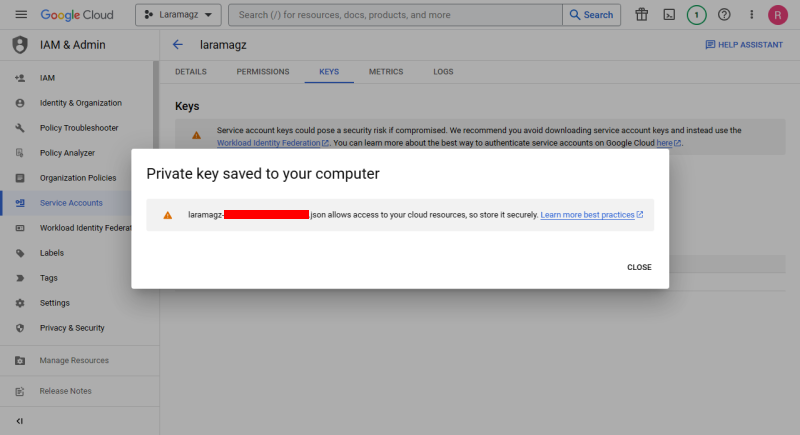 Google Cloud
Laramagz
Search (/) for resources, docs, products, and more
Search
1
R
IAM & Admin
laramagz
HELP ASSISTANT
DETAILS
PERMISSIONS
KEYS
METRICS
LOGS
IAM
Identity & Organization
Policy Troubleshooter
Policy Analyzer
Organization Policies
Service Accounts
Workload Identity Federat
Labels
Tags
Settings
Privacy & Security
Manage Resources
Release Notes
Keys
Service account keys could pose a security risk if compromised. We recommend you avoid downloading service account keys and instead use the
Workload Identity Federation. You can learn more about the best way to authenticate service accounts on Google Cloud here.
Private key saved to your computer
laramagz-.json allows access to your cloud resources, so store it securely. Learn more best practices
CLOSE